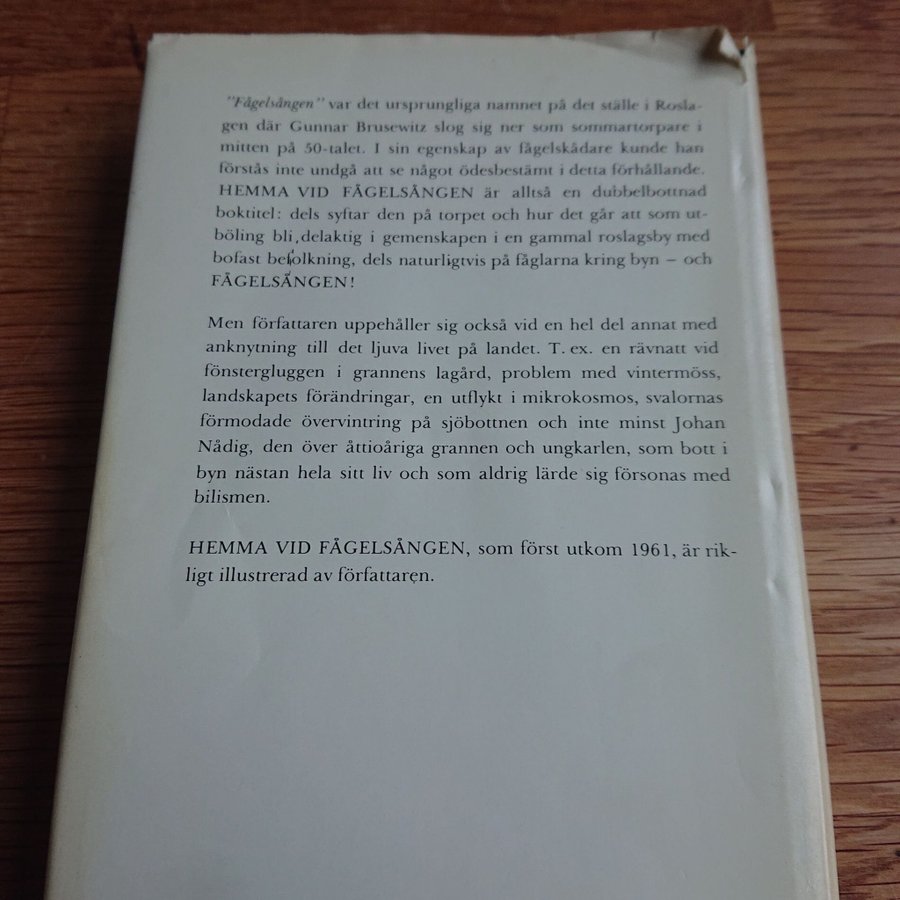 "Fågelsången" var det ursprungliga namnet på det ställe i Rosla-
gen där Gunnar Brusewitz slog sig ner som sommartorpare i
mitten på 50-talet. I sin egenskap av fågelskådare kunde han
förstås inte undgå att se något ödesbestämt i detta förhållande.
HEMMA VID FÅGELSÅNGEN är alltså en dubbelbottnad
boktitel: dels syftar den på torpet och hur det går att som ut-
böling bli delaktig i gemenskapen i en gammal roslagsby med
bofast befolkning, dels naturligtvis på fåglarna kring byn – och
FÅGELSÅNGEN!
Men författaren uppehåller sig också vid en hel del annat med
anknytning till det ljuva livet på landet. T. ex. en rävnatt vid
fönstergluggen i grannens lagård, problem med vintermöss,
landskapets förändringar, en utflykt i mikrokosmos, svalornas
förmodade övervintring på sjöbottnen och inte minst Johan
Nådig, den över åttioåriga grannen och ungkarlen, som bott i
byn nästan hela sitt liv och som aldrig lärde sig försonas med
bilismen.
HEMMA VID FÅGELSÅNGEN, som först utkom 1961, är rik-
ligt illustrerad av författaren.